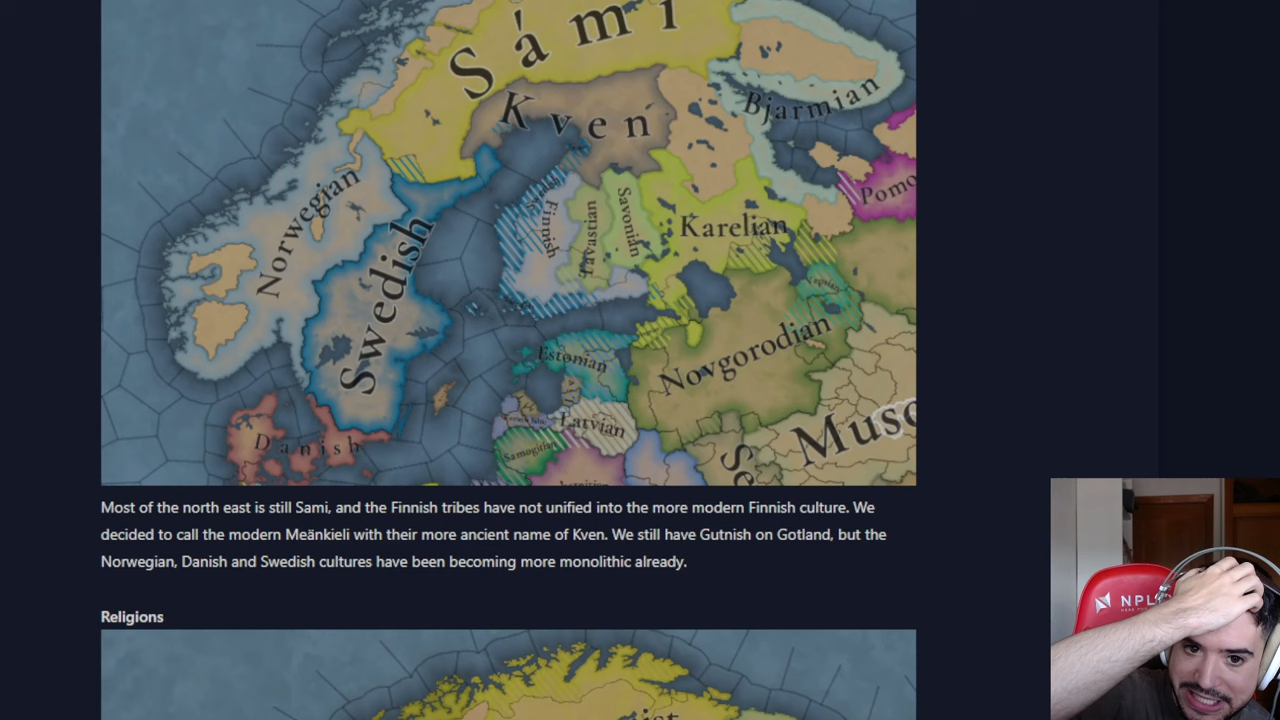 Sámi
Kven
Bjarmian
Pomo
Norwegian
Finnish
Tavastian
Savonian
Karelian
Swedish
Estonian
Novgorodian
Latvian
Samogitian
Danish
Musc
Se
Most of the north east is still Sami, and the Finnish tribes have not unified into the more modern Finnish culture. We
decided to call the modern Meänkieli with their more ancient name of Kven. We still have Gutnish on Gotland, but the
Norwegian, Danish and Swedish cultures have been becoming more monolithic already.
Religions
NPL